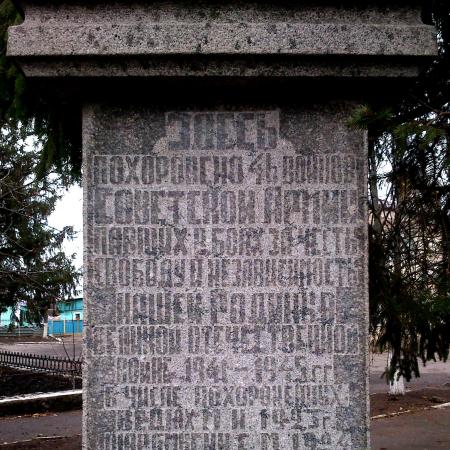 ЗДЕСЬ
ПОХОРОНЕНО 46 ВОИНОВ
СОВЕТСКОЙ АРМИИ
ПАВШИХ В БОЯХ ЗА ЧЕСТЬ
СВОБОДУ И НЕЗАВИСИМОСТЬ
НАШЕЙ РОДИНЫ В
ВЕЛИКОЙ ОТЕЧЕСТВЕННОЙ
ВОЙНЕ 1941-1945 гг.
В ЧИСЛЕ ПОХОРОНЕННЫХ
И 1925 г.